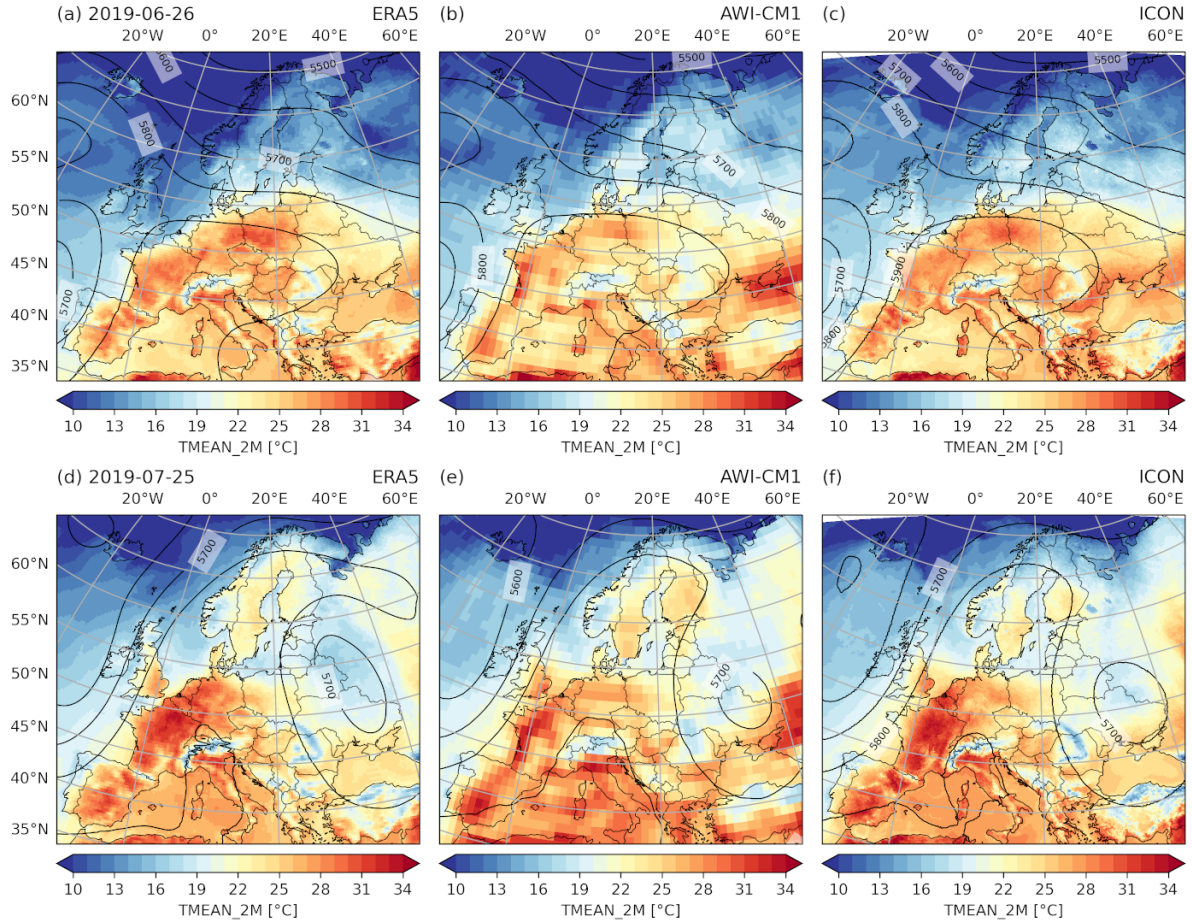 (a) 2019-06-26 ERA5 (b) AWI-CM1 (c) ICON
20°W 0° 20°E 40°E 60°E 20°W 0° 20°E 40°E 60°E 20°W 0° 20°E 40°E 60°E
5600 5500 5500 5700 5600 5500
60°N
5800 5800
55°N
5700 5700
50°N
5800
45°N
5700 5800 5700 5900
40°N
5800
35°N
10 13 16 19 22 25 28 31 34 10 13 16 19 22 25 28 31 34 10 13 16 19 22 25 28 31 34
TMEAN_2M [°C] TMEAN_2M [°C] TMEAN_2M [°C]
(d) 2019-07-25 ERA5 (e) AWI-CM1 (f) ICON
20°W 0° 20°E 40°E 60°E 20°W 0° 20°E 40°E 60°E 20°W 0° 20°E 40°E 60°E
5700 5600 5700
60°N
55°N
50°N
5700 5700
45°N
5800 5700
40°N
35°N
10 13 16 19 22 25 28 31 34 10 13 16 19 22 25 28 31 34 10 13 16 19 22 25 28 31 34
TMEAN_2M [°C] TMEAN_2M [°C] TMEAN_2M [°C]